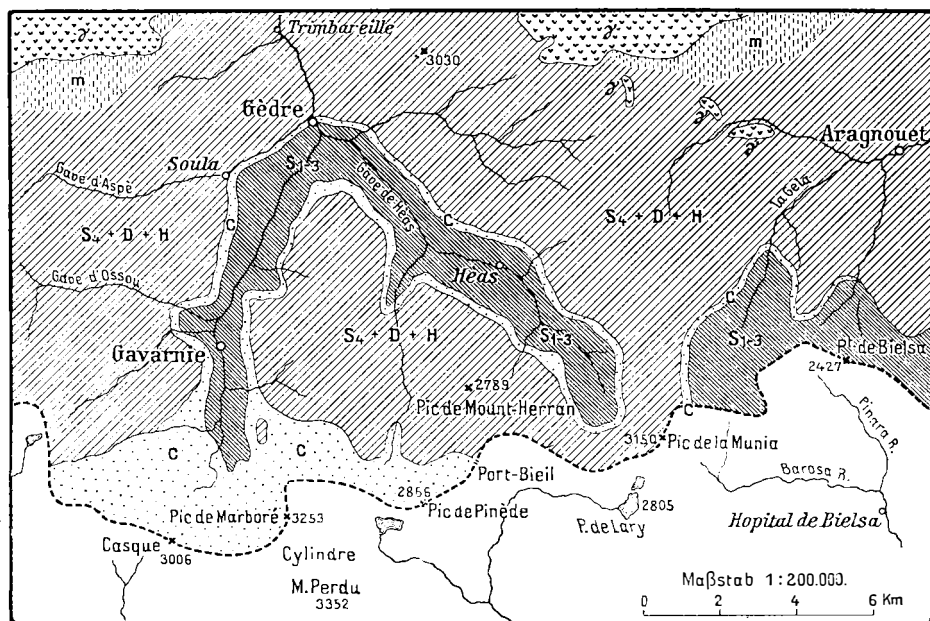 Trimbareille
γ
γ
m
m
3030
Gèdre
γ
γ
γ
Aragnouet
Soula
S₁₋₃
Gave d'Aspé
Gave de Héas
la Gela
C
C
S₄ + D + H
S₄ + D + H
Gave d'Ossou
Héas
C
S₁₋₃
S₁₋₃
S₄ + D + H
Gavarnie
Pt. de Bielsa
2427
2789
Pic de Mount-Herran
C
Pinara R.
3150
Pic de la Munia
C
C
Port-Bieil
Barosa R.
2856
Pic de Pinède
2805
P. de Lary
Pic de Marboré
3253
Hopital de Bielsa
Casque
3006
Cylindre
M. Perdu
3352
Maßstab 1:200.000.
0 2 4 6 Km